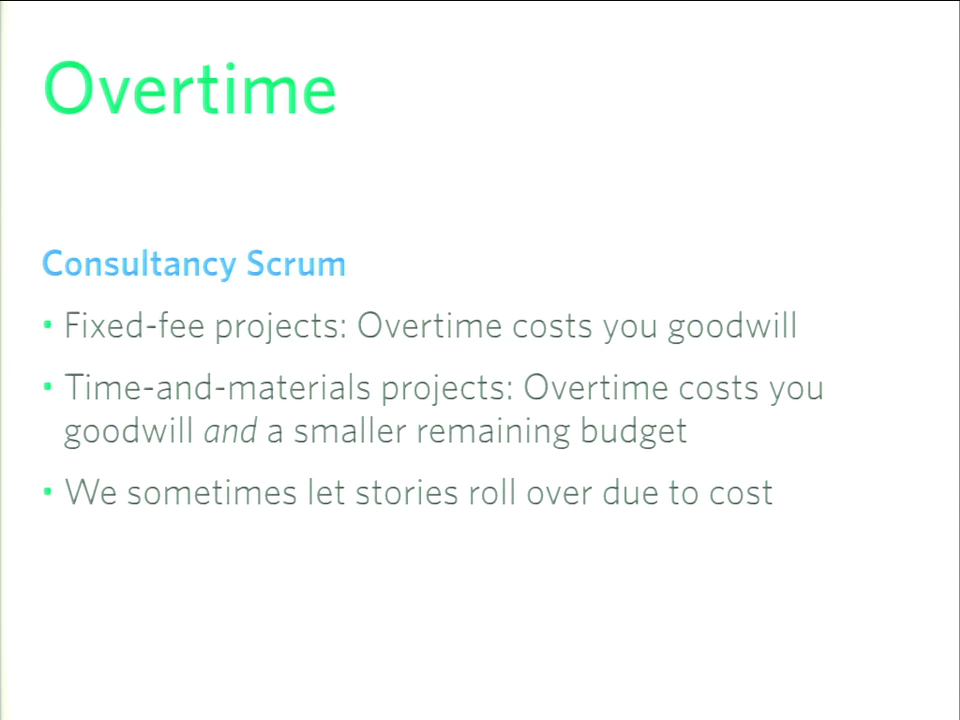 Overtime
Consultancy Scrum
• Fixed-fee projects: Overtime costs you goodwill
• Time-and-materials projects: Overtime costs you
goodwill and a smaller remaining budget
• We sometimes let stories roll over due to cost